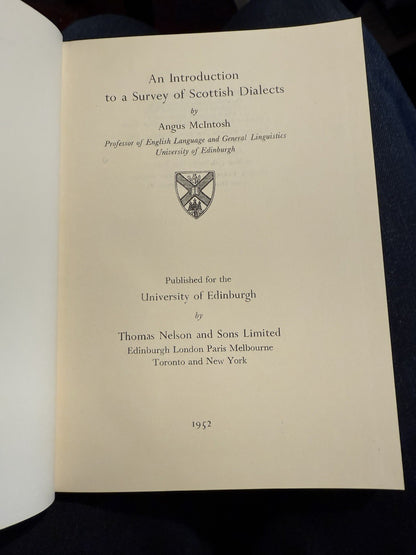 An Introduction
to a Survey of Scottish Dialects
by
Angus McIntosh
Professor of English Language and General Linguistics
University of Edinburgh
Published for the
University of Edinburgh
by
Thomas Nelson and Sons Limited
Edinburgh London Paris Melbourne
Toronto and New York
1952